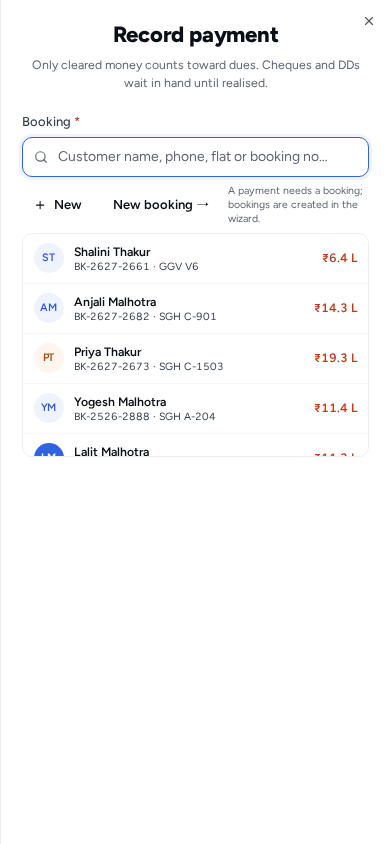 Record payment
Only cleared money counts toward dues. Cheques and DDs
wait in hand until realised.
Booking *
Customer name, phone, flat or booking no...
+ New
New booking →
A payment needs a booking;
bookings are created in the
wizard.
ST
Shalini Thakur
BK-2627-2661 · GGV V6
₹6.4 L
AM
Anjali Malhotra
BK-2627-2682 · SGH C-901
₹14.3 L
PT
Priya Thakur
BK-2627-2673 · SGH C-1503
₹19.3 L
YM
Yogesh Malhotra
BK-2526-2888 · SGH A-204
₹11.4 L
Lalit Malhotra